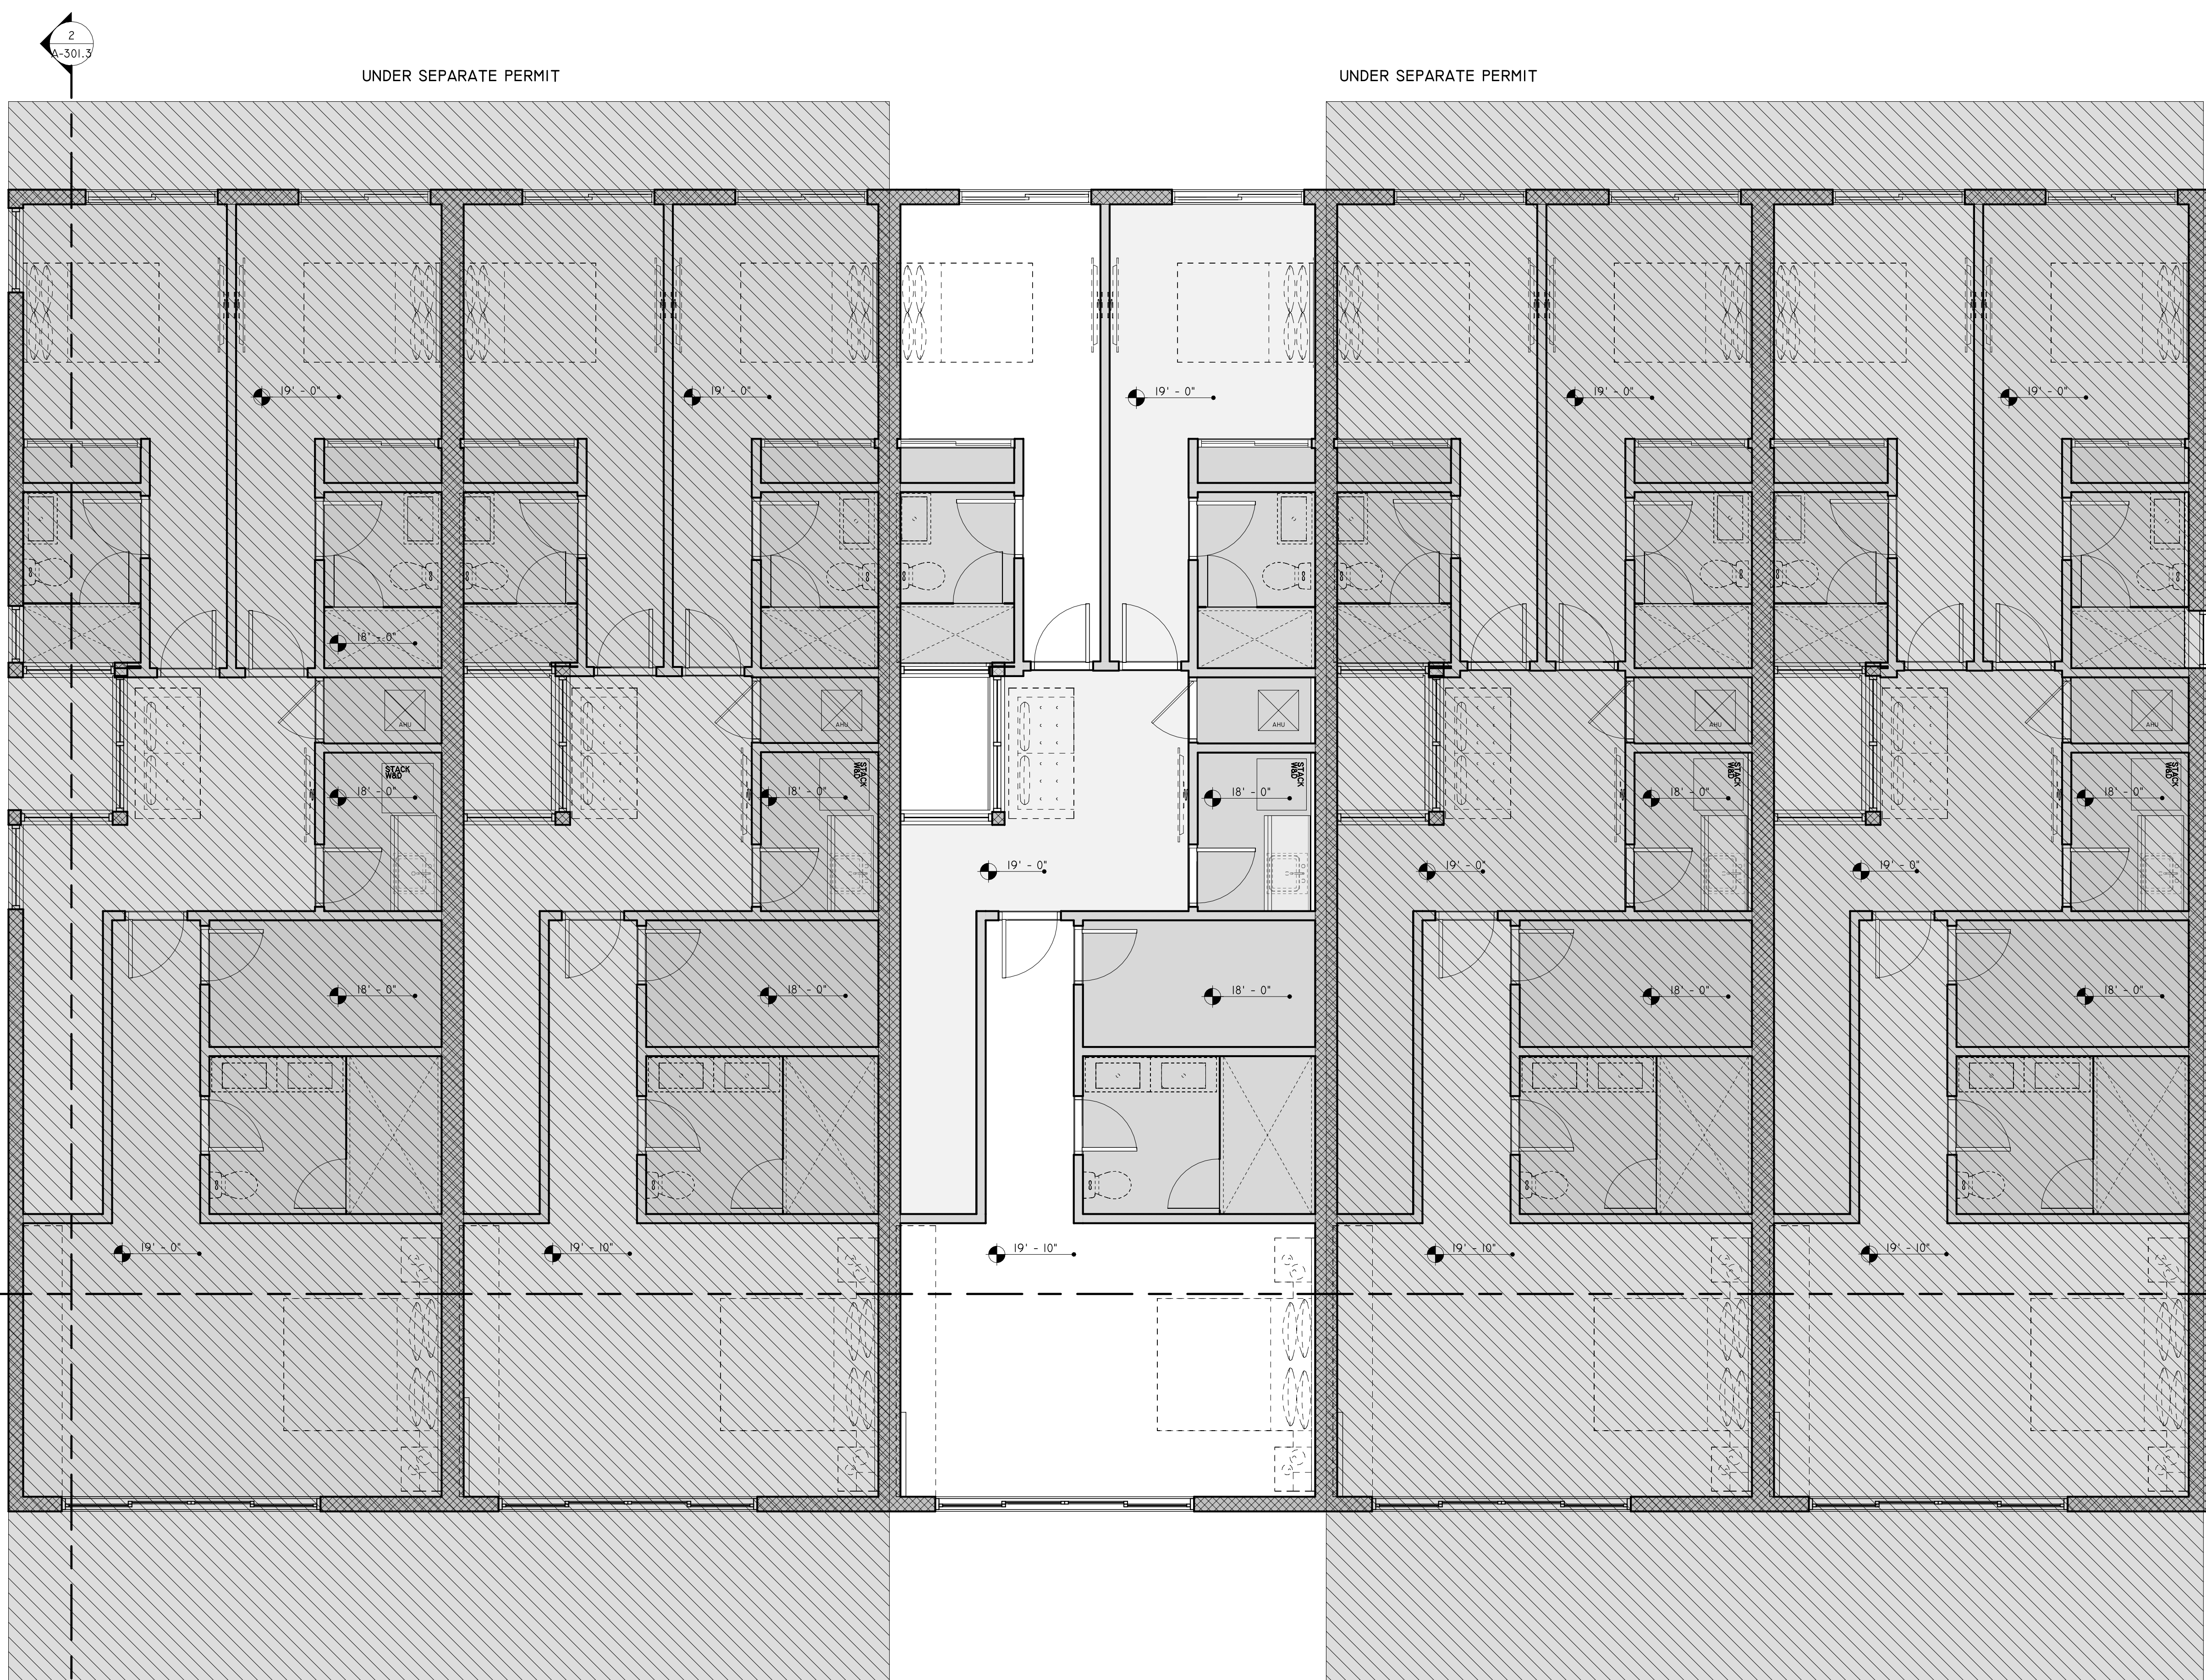 2
A-301.3
UNDER SEPARATE PERMIT
UNDER SEPARATE PERMIT
19' - 0"
19' - 0"
19' - 0"
19' - 0"
19' - 0"
18' - 0"
AHU
AHU
AHU
AHU
AHU
STACK
W&D
STACK
W&D
STACK
W&D
STACK
W&D
STACK
W&D
18' - 0"
18' - 0"
18' - 0"
18' - 0"
18' - 0"
19' - 0"
19' - 0"
19' - 0"
18' - 0"
18' - 0"
18' - 0"
18' - 0"
18' - 0"
19' - 0"
19' - 10"
19' - 10"
19' - 10"
19' - 10"